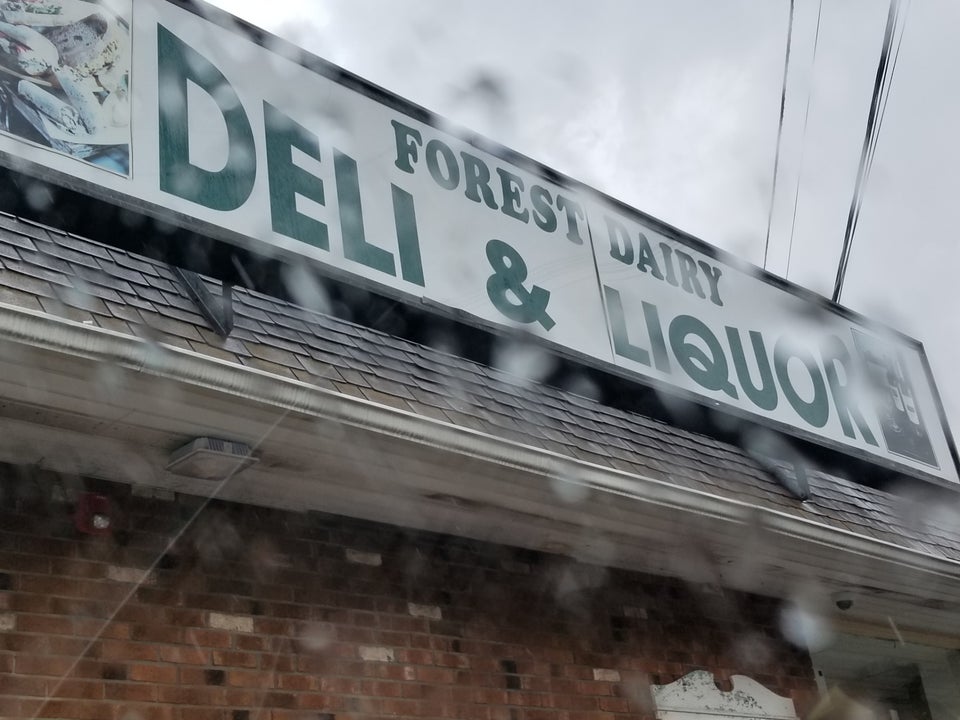 FOREST DAIRY
DELI & LIQUOR